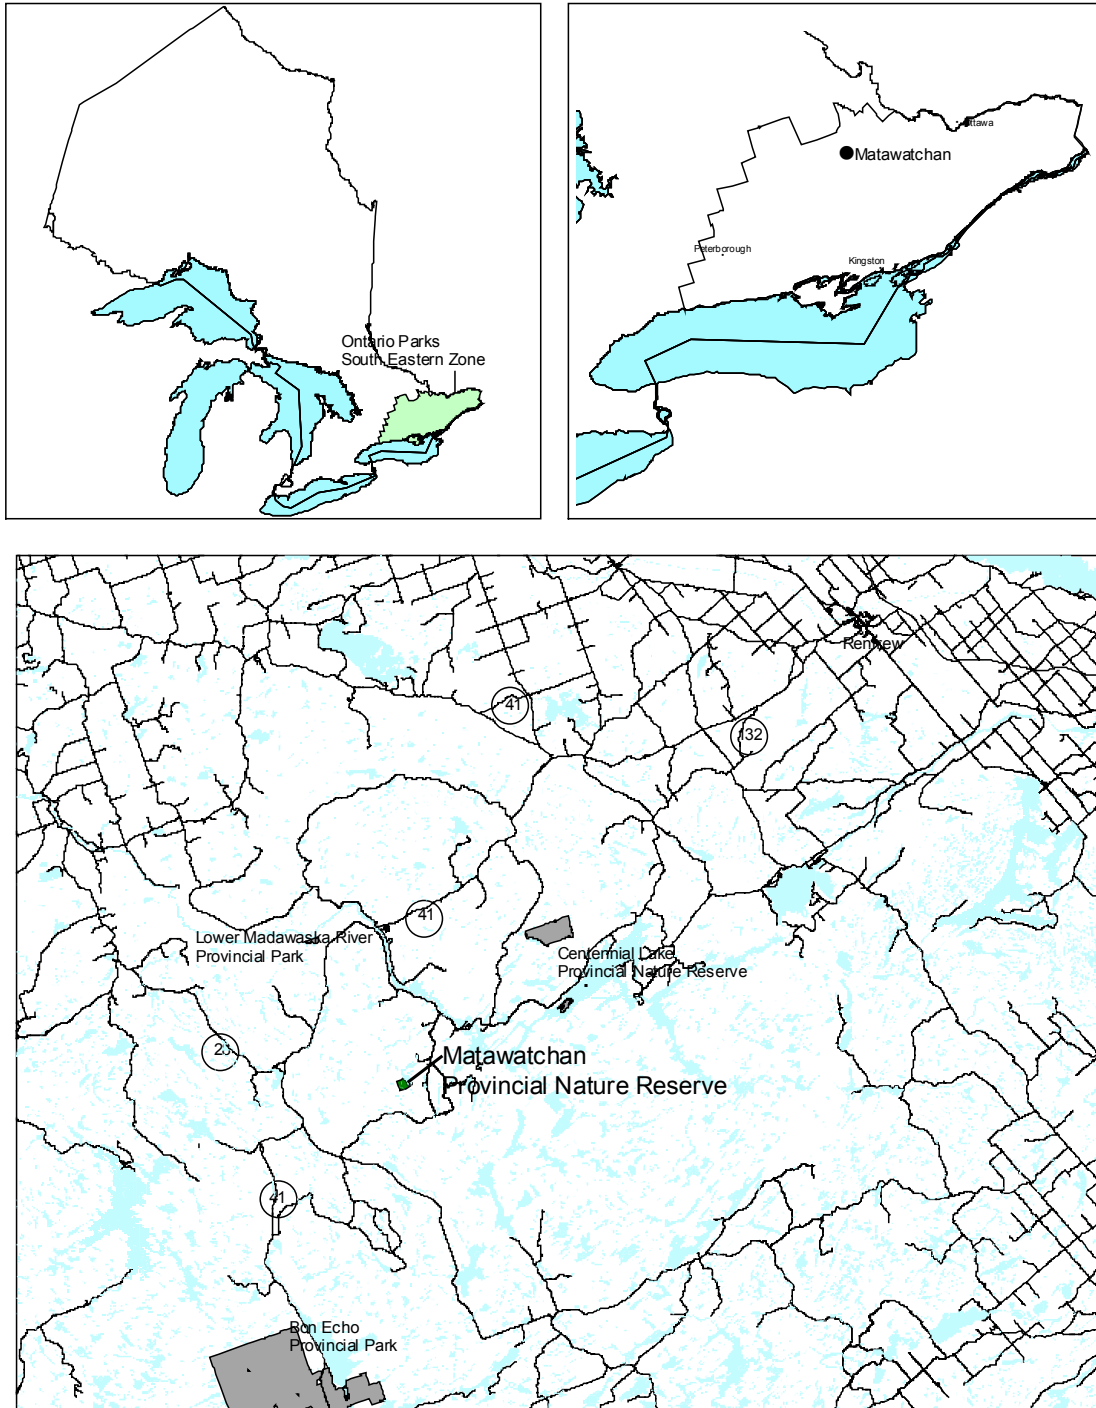 Ontario Parks
South Eastern Zone
Ottawa
Matawatchan
Peterborough
Kingston
Renfrew
41
132
41
Lower Madawaska River
Provincial Park
Centennial Lake
Provincial Nature Reserve
Matawatchan
Provincial Nature Reserve
41
Bon Echo
Provincial Park